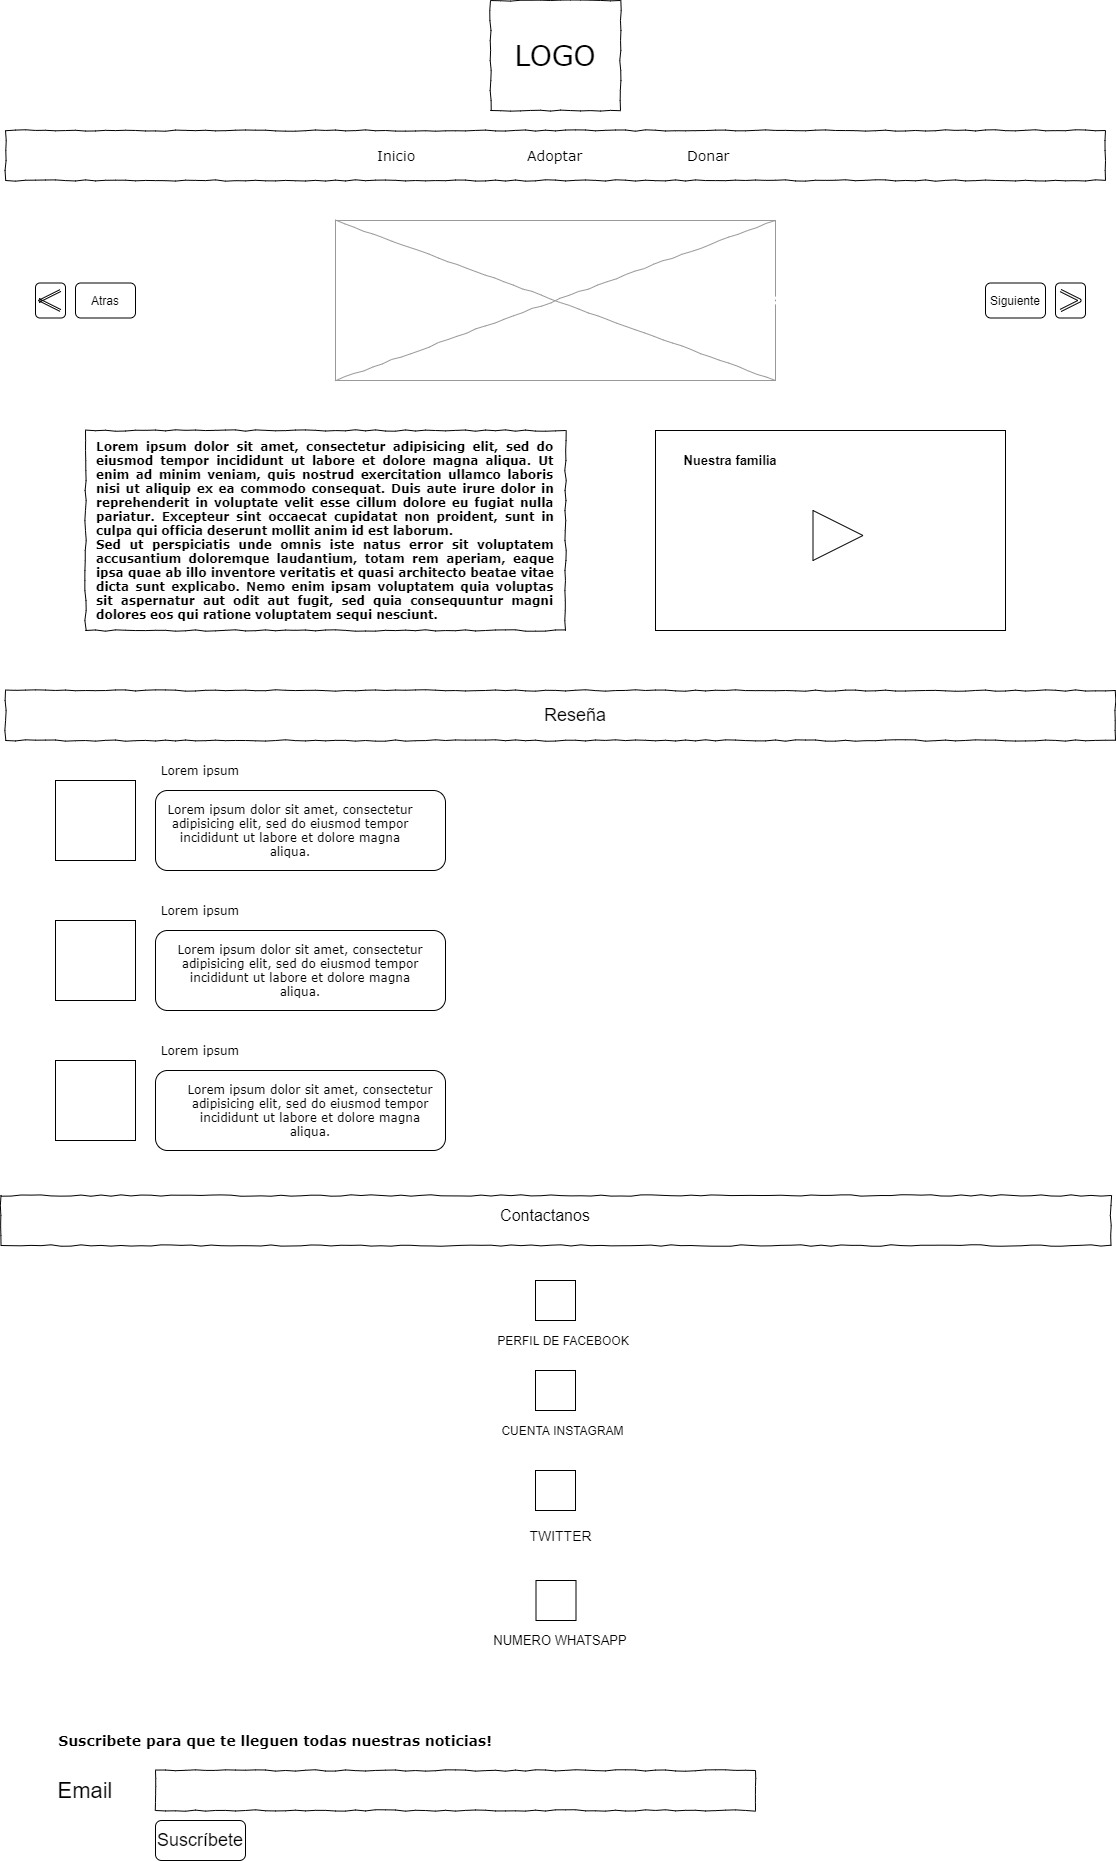 LOGO
Inicio
Adoptar
Donar
Atras
Siguiente
Lorem ipsum dolor sit amet, consectetur adipisicing elit, sed do
eiusmod tempor incididunt ut labore et dolore magna aliqua. Ut
enim ad minim veniam, quis nostrud exercitation ullamco laboris
nisi ut aliquip ex ea commodo consequat. Duis aute irure dolor in
reprehenderit in voluptate velit esse cillum dolore eu fugiat nulla
pariatur. Excepteur sint occaecat cupidatat non proident, sunt in
culpa qui officia deserunt mollit anim id est laborum.
Sed ut perspiciatis unde omnis iste natus error sit voluptatem
accusantium doloremque laudantium, totam rem aperiam, eaque
ipsa quae ab illo inventore veritatis et quasi architecto beatae vitae
dicta sunt explicabo. Nemo enim ipsam voluptatem quia voluptas
sit aspernatur aut odit aut fugit, sed quia consequuntur magni
dolores eos qui ratione voluptatem sequi nesciunt.
Nuestra familia
Reseña
Lorem ipsum
Lorem ipsum dolor sit amet, consectetur
adipisicing elit, sed do eiusmod tempor
incididunt ut labore et dolore magna
aliqua.
Lorem ipsum
Lorem ipsum dolor sit amet, consectetur
adipisicing elit, sed do eiusmod tempor
incididunt ut labore et dolore magna
aliqua.
Lorem ipsum
Lorem ipsum dolor sit amet, consectetur
adipisicing elit, sed do eiusmod tempor
incididunt ut labore et dolore magna
aliqua.
Contactanos
PERFIL DE FACEBOOK
CUENTA INSTAGRAM
TWITTER
NUMERO WHATSAPP
Suscribete para que te lleguen todas nuestras noticias!
Email
Suscríbete